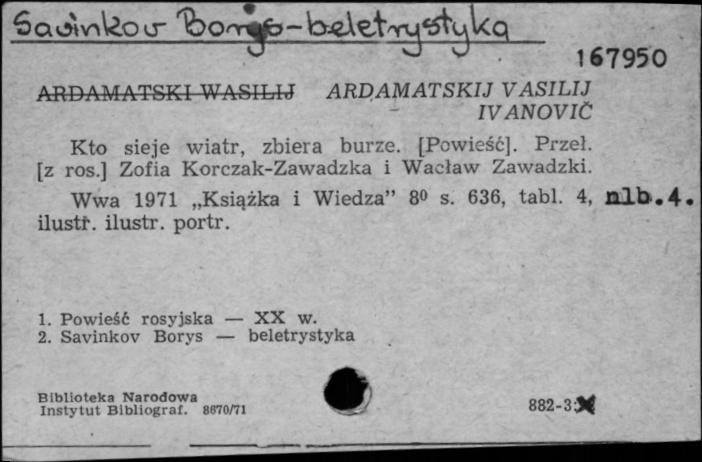 Savinkov Borys-beletrystyka
167950
ARDAMATSKI WASILIJ ARDAMATSKIJ VASILIJ
IVANOVIČ
Kto sieje wiatr, zbiera burze. [Powieść]. Przeł.
[z ros.] Zofia Korczak-Zawadzka i Wacław Zawadzki.
Wwa 1971 „Książka i Wiedza” 8⁰ s. 636, tabl. 4, nlb.4.
ilustr. ilustr. portr.
1. Powieść rosyjska — XX w.
2. Savinkov Borys — beletrystyka
Biblioteka Narodowa
Instytut Bibliograf. 8670/71
882-3